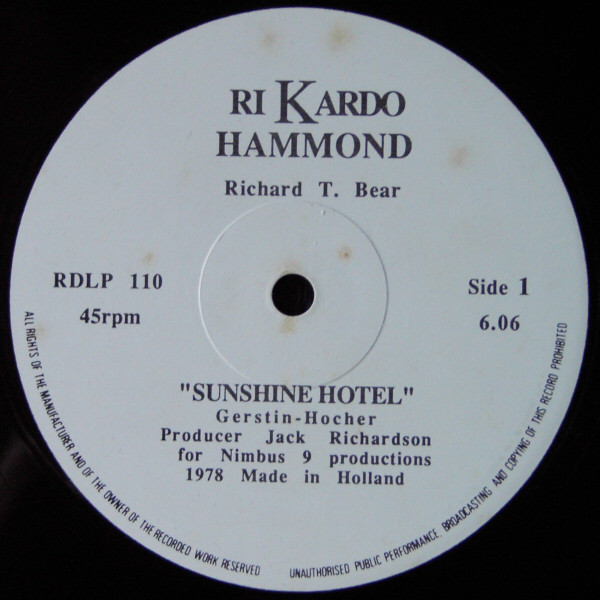 RIKARDO
HAMMOND
Richard T. Bear
RDLP 110
45rpm
Side 1
6.06
"SUNSHINE HOTEL"
Gerstin-Hocher
Producer Jack Richardson
for Nimbus 9 productions
1978 Made in Holland
ALL RIGHTS OF THE MANUFACTURER AND OF THE OWNER OF THE RECORDED WORK RESERVED
UNAUTHORISED PUBLIC PERFORMANCE, BROADCASTING AND COPYING OF THIS RECORD PROHIBITED